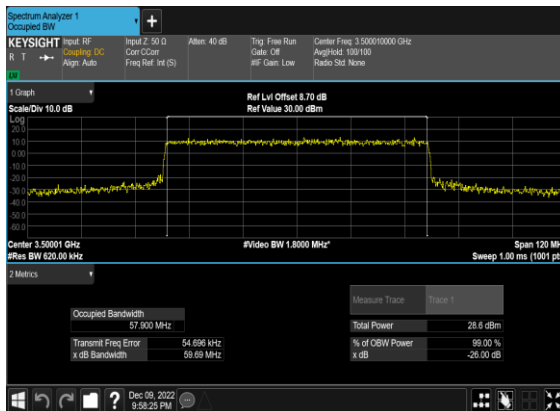 Spectrum Analyzer 1
Occupied BW
KEYSIGHT
R T
Input: RF
Coupling: DC
Align: Auto
Input Z: 50 Ω
Corr CCorr
Freq Ref: Int (S)
Atten: 40 dB
Trig: Free Run
Gate: Off
#IF Gain: Low
Center Freq: 3.500010000 GHz
Avg|Hold: 100/100
Radio Std: None
1 Graph
Scale/Div 10.0 dB
Ref Lvl Offset 8.70 dB
Ref Value 30.00 dBm
Log
20.0
10.0
0.00
-10.0
-20.0
-30.0
-40.0
-50.0
-60.0
Center 3.50001 GHz
#Res BW 620.00 kHz
#Video BW 1.8000 MHz*
Span 120 MH
Sweep 1.00 ms (1001 pt
2 Metrics
Measure Trace
Trace 1
Occupied Bandwidth
57.900 MHz
Total Power
28.6 dBm
Transmit Freq Error
54.696 kHz
% of OBW Power
99.00 %
x dB Bandwidth
59.69 MHz
x dB
-26.00 dB
Dec 09, 2022
9:58:25 PM